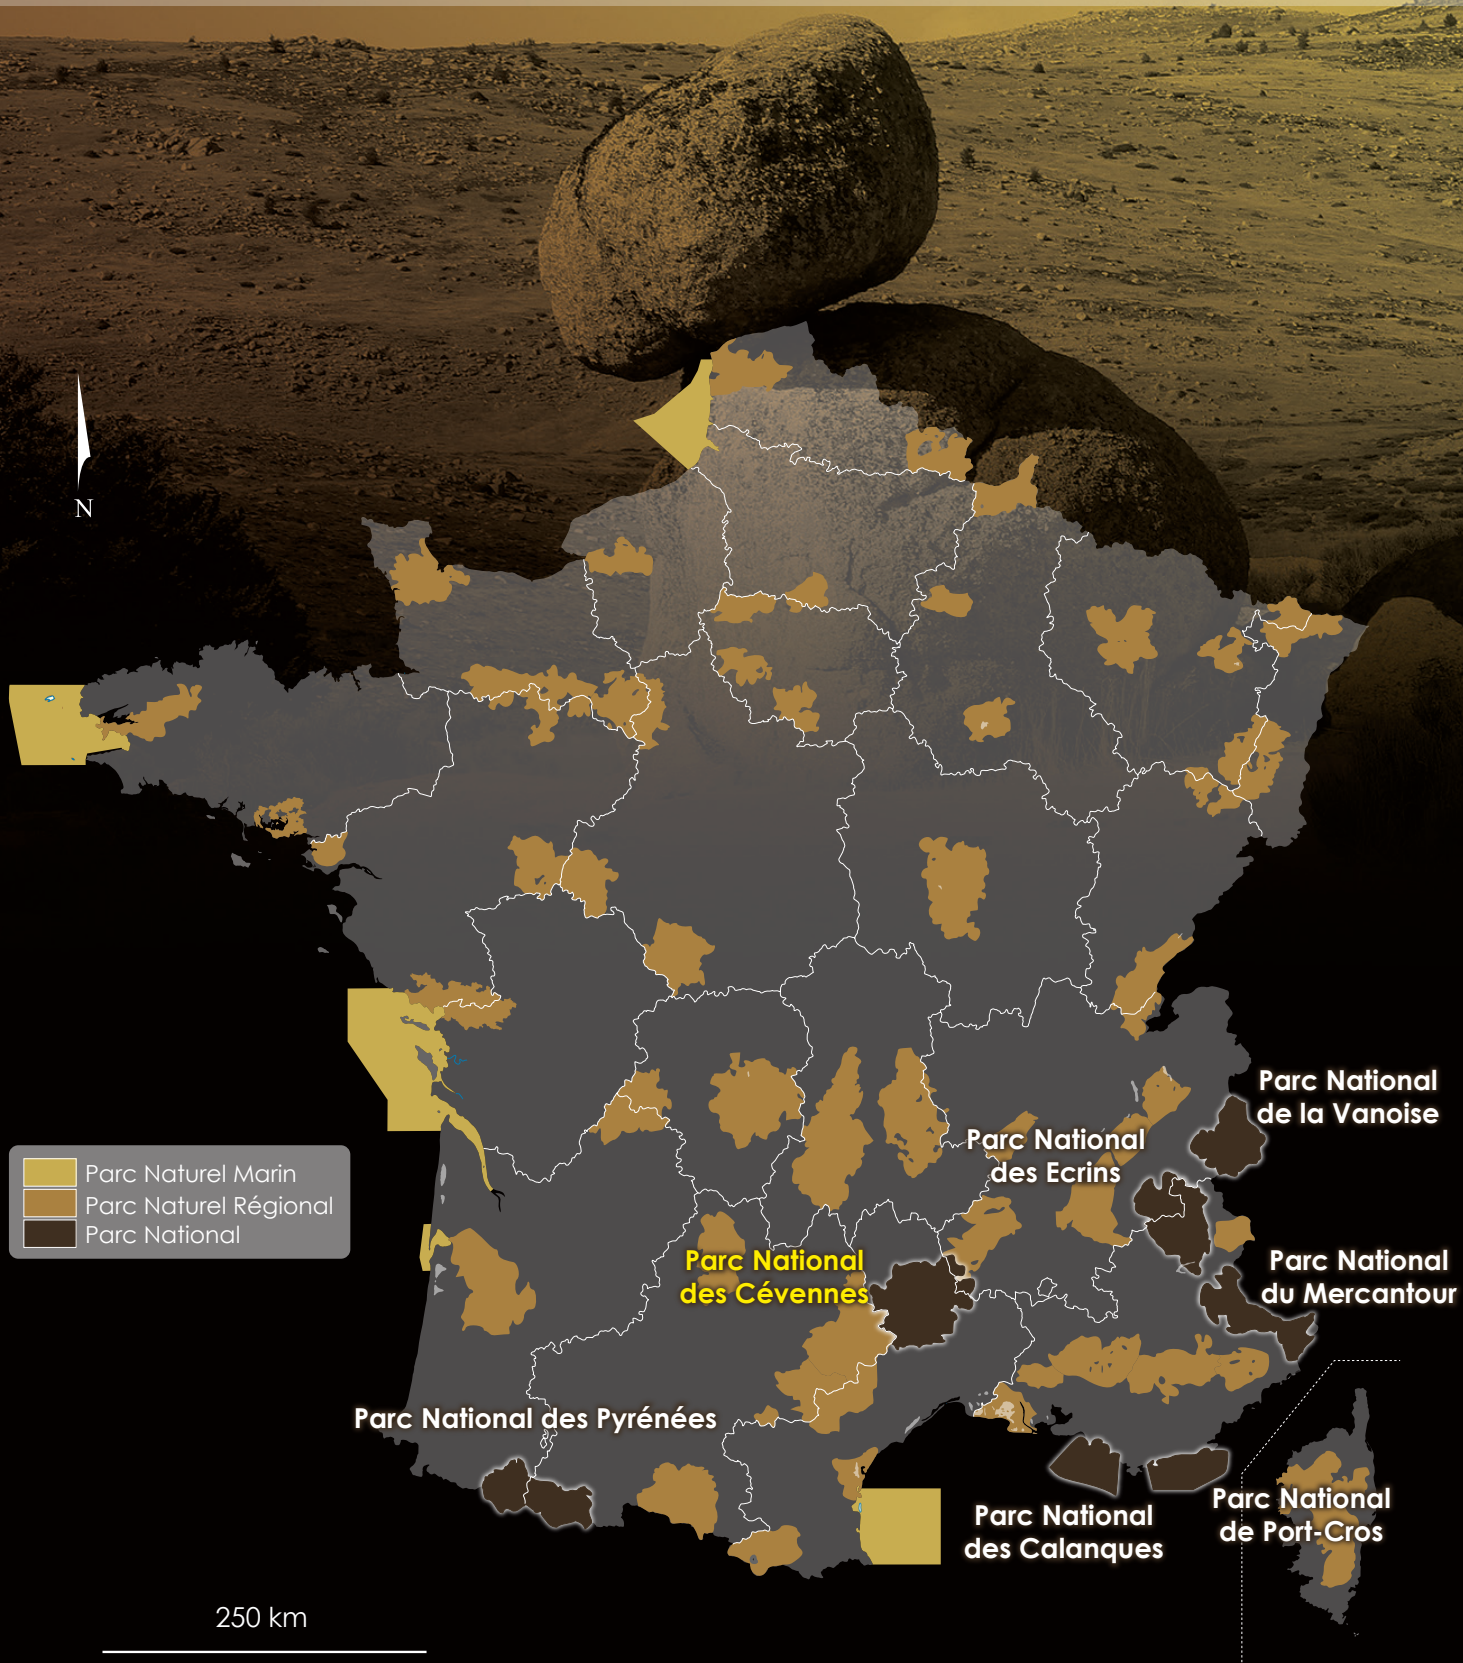 N
Parc National
de la Vanoise
Parc National
des Ecrins
Parc Naturel Marin
Parc Naturel Régional
Parc National
Parc National
des Cévennes
Parc National
du Mercantour
Parc National des Pyrénées
Parc National
des Calanques
Parc National
de Port-Cros
250 km